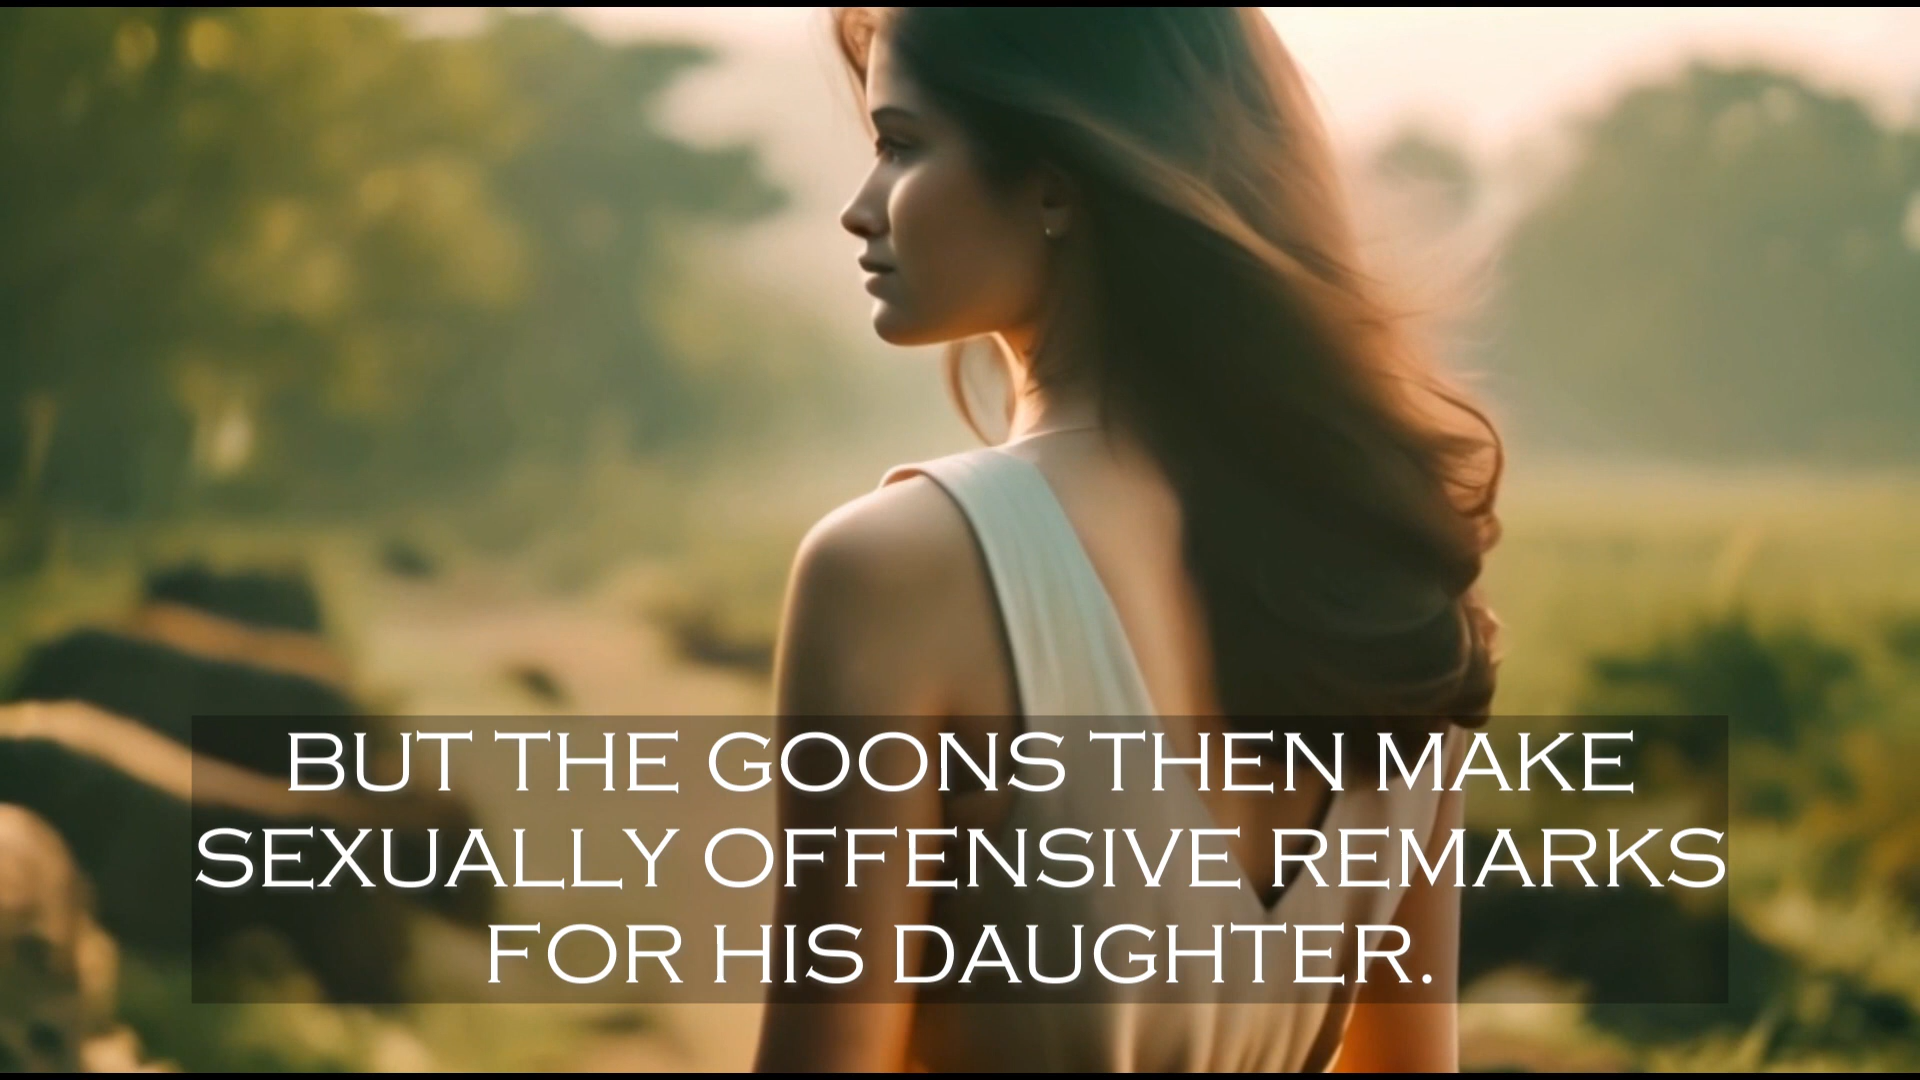 BUT THE GOONS THEN MAKE
SEXUALLY OFFENSIVE REMARKS
FOR HIS DAUGHTER.